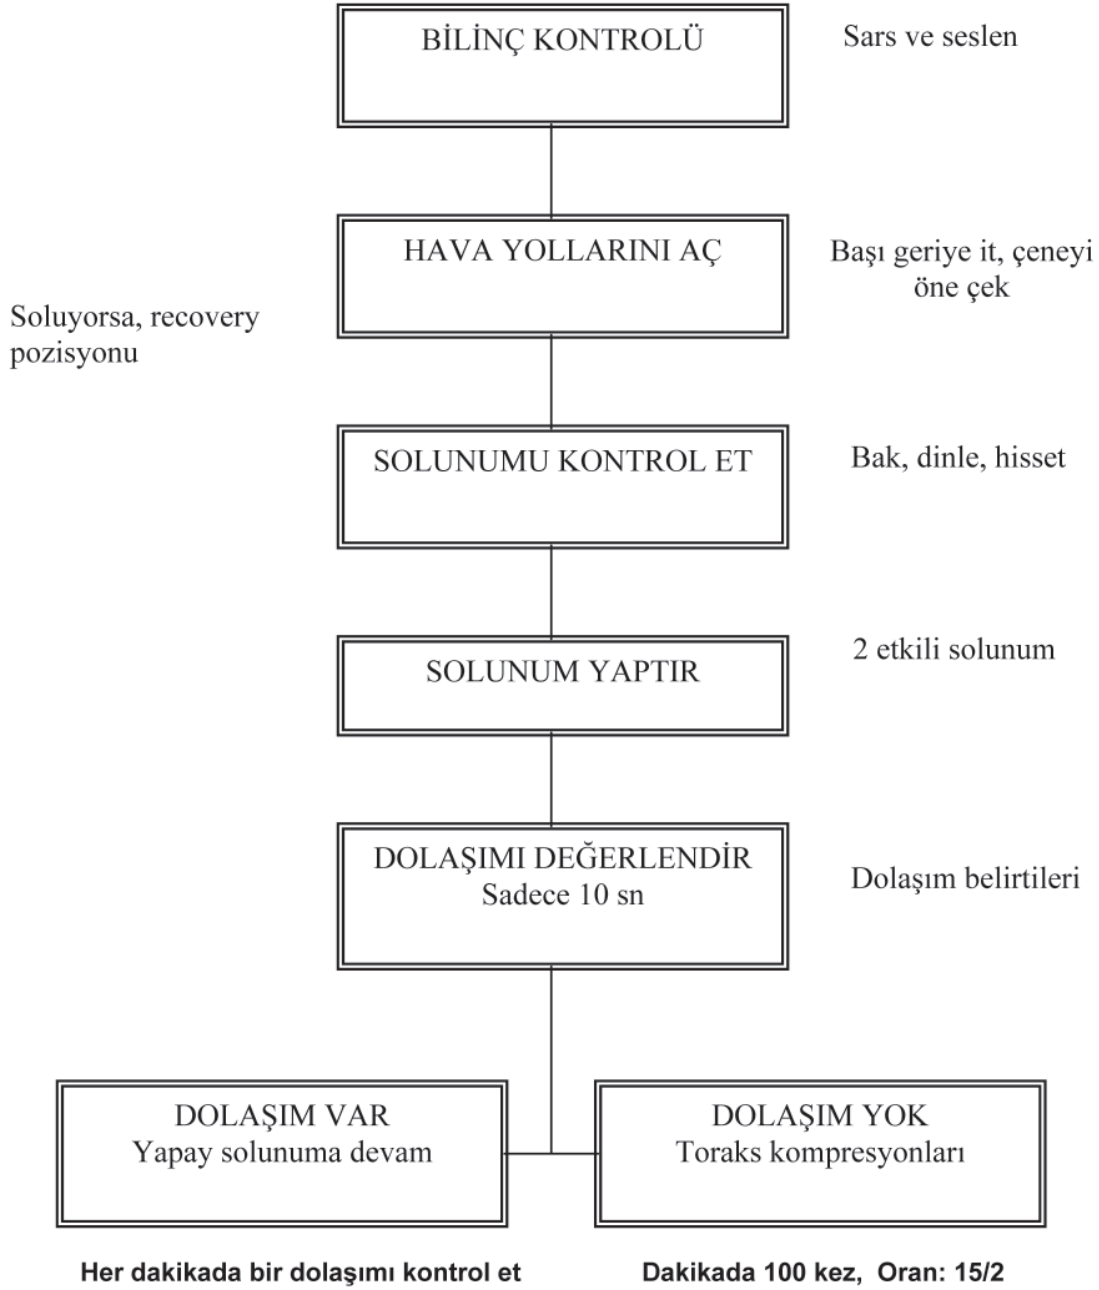 BİLİNÇ KONTROLÜ
Sars ve seslen
HAVA YOLLARINI AÇ
Başı geriye it, çeneyi
öne çek
Soluyorsa, recovery
pozisyonu
SOLUNUMU KONTROL ET
Bak, dinle, hisset
SOLUNUM YAPTIR
2 etkili solunum
DOLAŞIMI DEĞERLENDİR
Sadece 10 sn
Dolaşım belirtileri
DOLAŞIM VAR
Yapay solunuma devam
DOLAŞIM YOK
Toraks kompresyonları
Her dakikada bir dolaşımı kontrol et
Dakikada 100 kez, Oran: 15/2